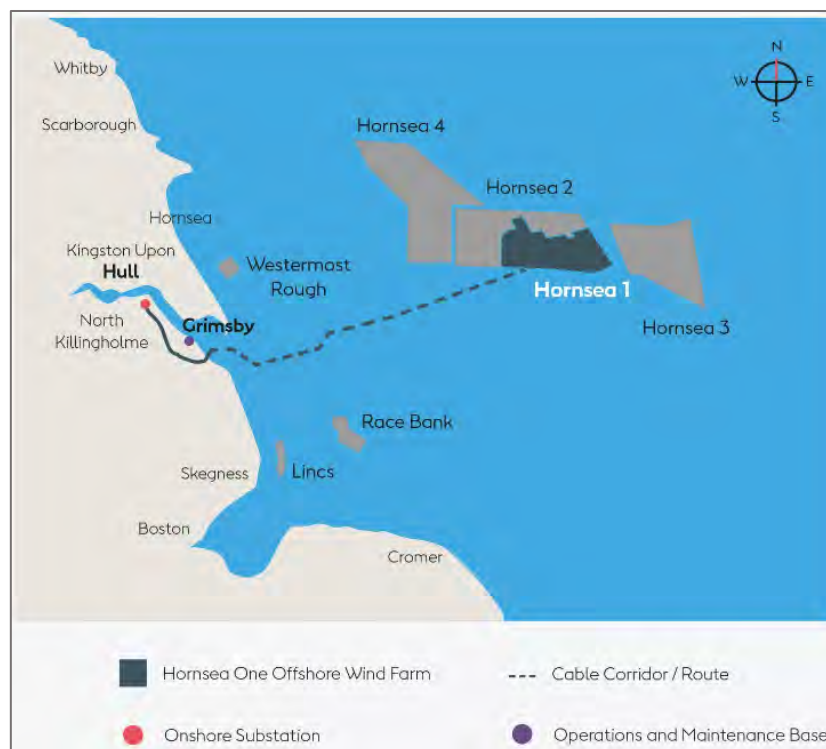 N
W E
S
Whitby
Scarborough
Hornsea 4
Hornsea 2
Hornsea
Kingston Upon
Hull
Westermost
Rough
Hornsea 1
North
Killingholme
Grimsby
Hornsea 3
Race Bank
Skegness
Lincs
Boston
Cromer
Hornsea One Offshore Wind Farm
Cable Corridor / Route
Onshore Substation
Operations and Maintenance Base